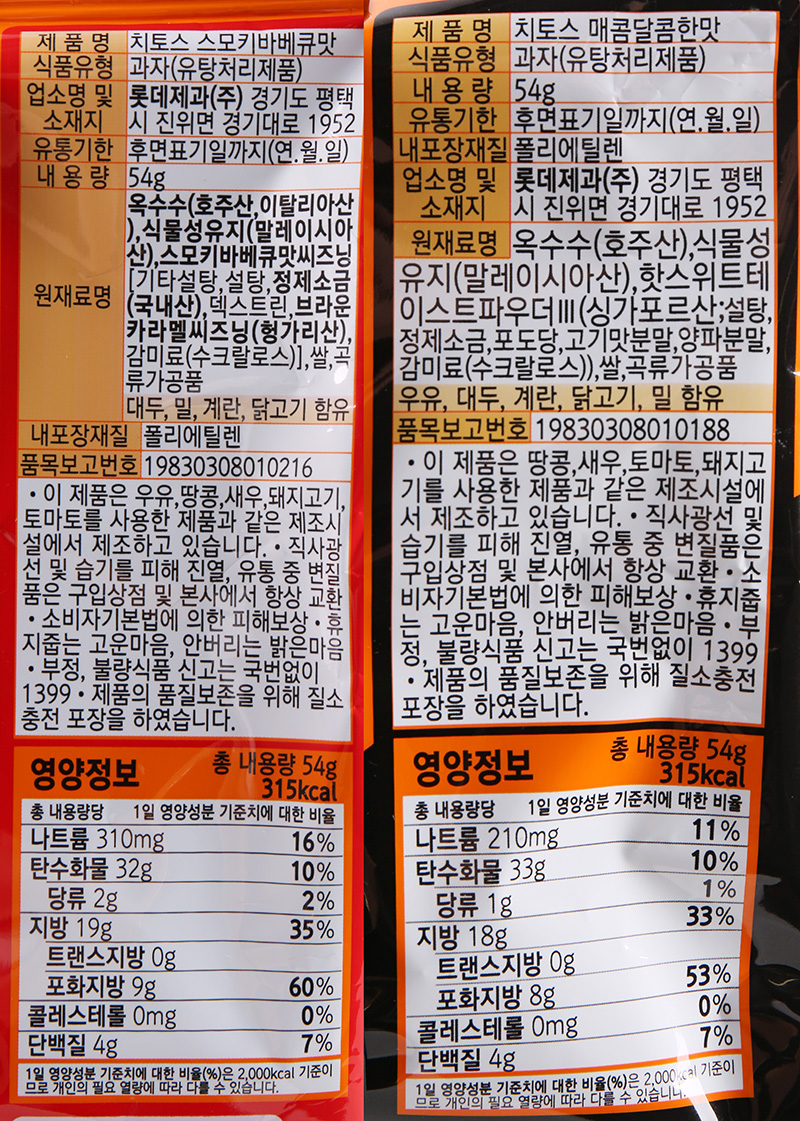 제 품 명 치토스 스모키바베큐맛
식품유형 과자(유탕처리제품)
업소명 및 소재지 롯데제과(주) 경기도 평택
시 진위면 경기대로 1952
유통기한 후면표기일까지(연.월.일)
내 용 량 54g
원재료명 옥수수(호주산,이탈리아산
),식물성유지(말레이시아
산),스모키바베큐맛씨즈닝
[기타설탕,설탕,정제소금
(국내산),덱스트린,브라운
카라멜씨즈닝(헝가리산),
감미료(수크랄로스)],쌀,곡
류가공품
대두, 밀, 계란, 닭고기 함유
내포장재질 폴리에틸렌
품목보고번호 19830308010216
• 이 제품은 우유,땅콩,새우,돼지고기,
토마토를 사용한 제품과 같은 제조시
설에서 제조하고 있습니다. • 직사광
선 및 습기를 피해 진열, 유통 중 변질
품은 구입상점 및 본사에서 항상 교환
• 소비자기본법에 의한 피해보상 • 휴
지줍는 고운마음, 안버리는 밝은마음
• 부정, 불량식품 신고는 국번없이
1399 • 제품의 품질보존을 위해 질소
충전 포장을 하였습니다.
영양정보 총 내용량 54g
315kcal
총 내용량당 1일 영양성분 기준치에 대한 비율
나트륨 310mg 16%
탄수화물 32g 10%
당류 2g 2%
지방 19g 35%
트랜스지방 0g
포화지방 9g 60%
콜레스테롤 0mg 0%
단백질 4g 7%
1일 영양성분 기준치에 대한 비율(%)은 2,000kcal 기준이
므로 개인의 필요 열량에 따라 다를 수 있습니다.
제 품 명 치토스 매콤달콤한맛
식품유형 과자(유탕처리제품)
내 용 량 54g
유통기한 후면표기일까지(연.월.일)
내포장재질 폴리에틸렌
업소명 및 소재지 롯데제과(주) 경기도 평택
시 진위면 경기대로 1952
원재료명 옥수수(호주산),식물성
유지(말레이시아산),핫스위트테
이스트파우더Ⅲ(싱가포르산;설탕,
정제소금,포도당,고기맛분말,양파분말,
감미료(수크랄로스)),쌀,곡류가공품
우유, 대두, 계란, 닭고기, 밀 함유
품목보고번호 19830308010188
• 이 제품은 땅콩,새우,토마토,돼지고
기를 사용한 제품과 같은 제조시설에
서 제조하고 있습니다. • 직사광선 및
습기를 피해 진열, 유통 중 변질품은
구입상점 및 본사에서 항상 교환 • 소
비자기본법에 의한 피해보상 • 휴지줍
는 고운마음, 안버리는 밝은마음 • 부
정, 불량식품 신고는 국번없이 1399
• 제품의 품질보존을 위해 질소충전
포장을 하였습니다.
영양정보 총 내용량 54g
315kcal
총 내용량당 1일 영양성분 기준치에 대한 비율
나트륨 210mg 11%
탄수화물 33g 10%
당류 1g 1%
지방 18g 33%
트랜스지방 0g
포화지방 8g 53%
콜레스테롤 0mg 0%
단백질 4g 7%
1일 영양성분 기준치에 대한 비율(%)은 2,000kcal 기준이
므로 개인의 필요 열량에 따라 다를 수 있습니다.